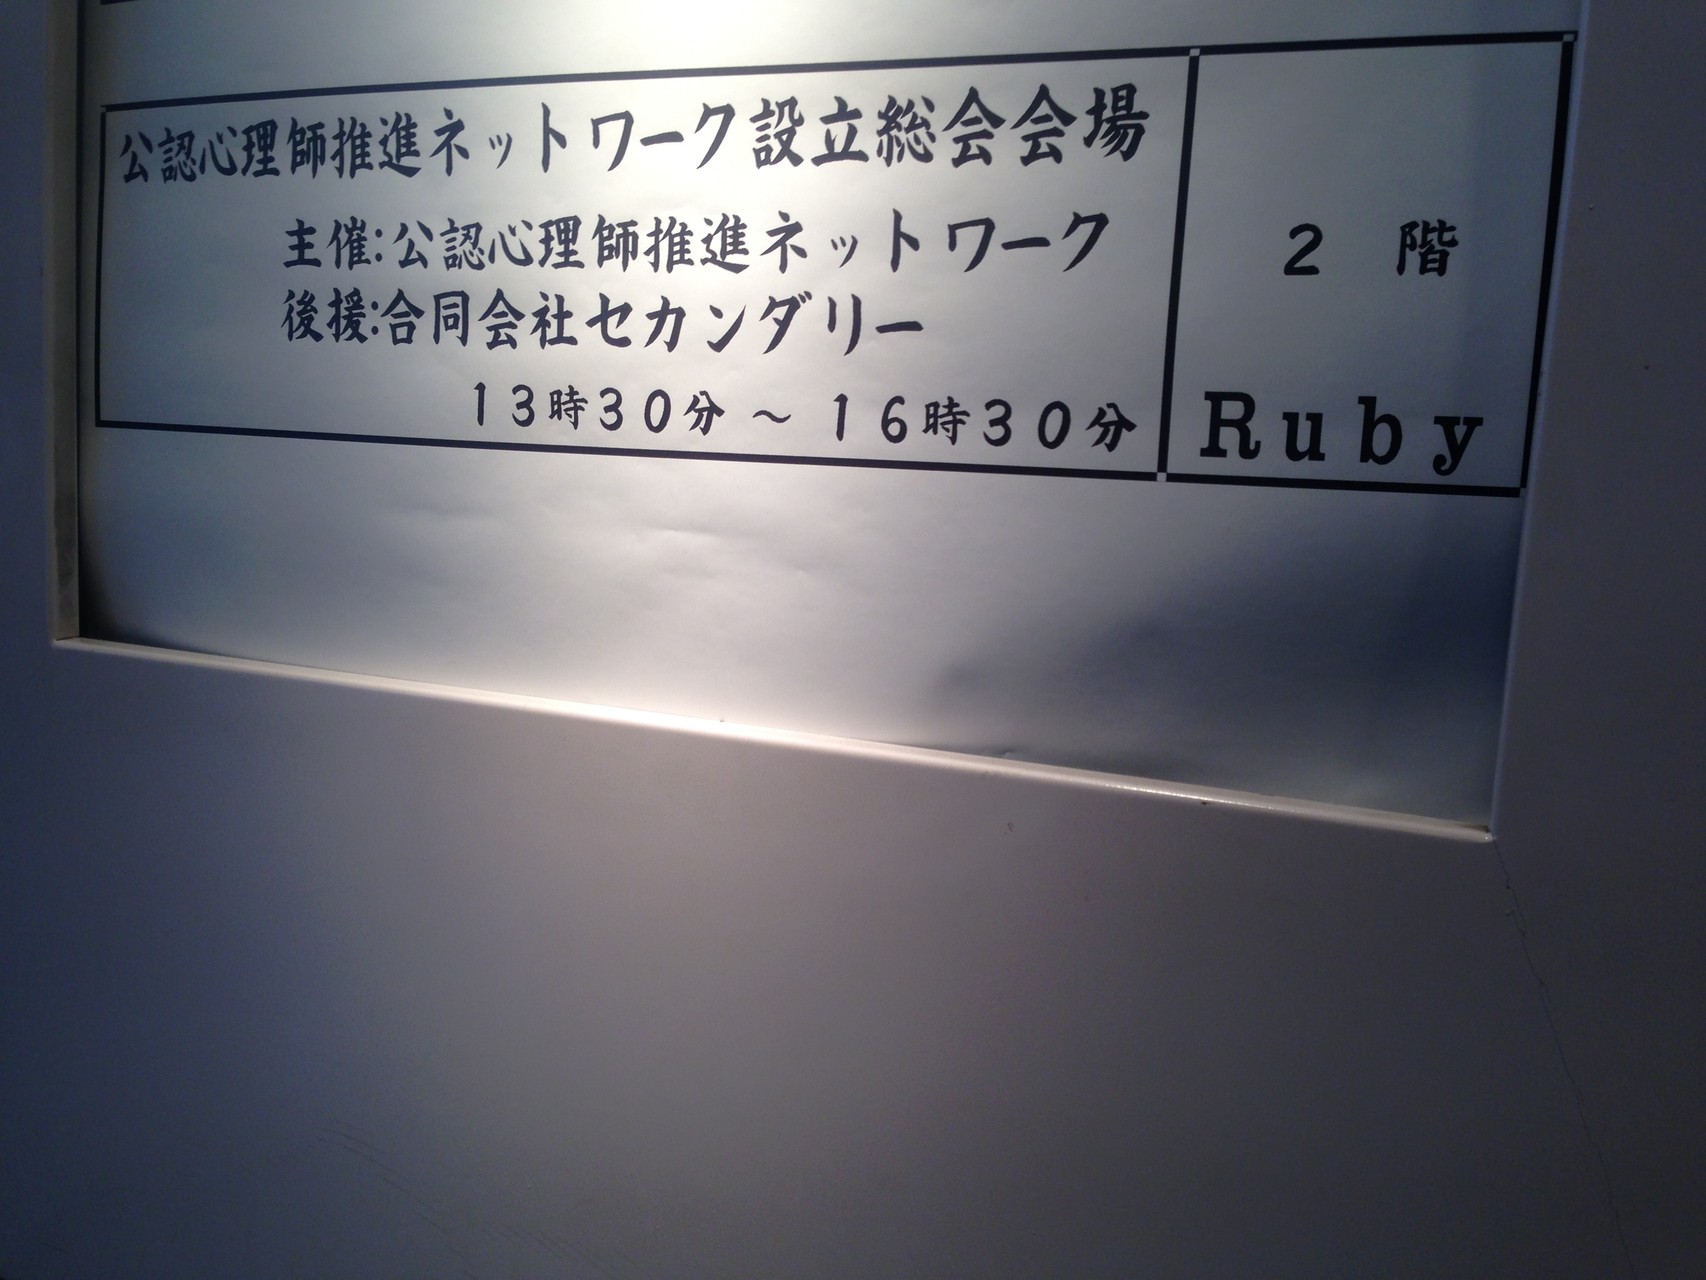 公認心理師推進ネットワーク設立総会会場
主催:公認心理師推進ネットワーク
後援:合同会社セカンダリー
13時30分 ～ 16時30分
2 階
Ruby